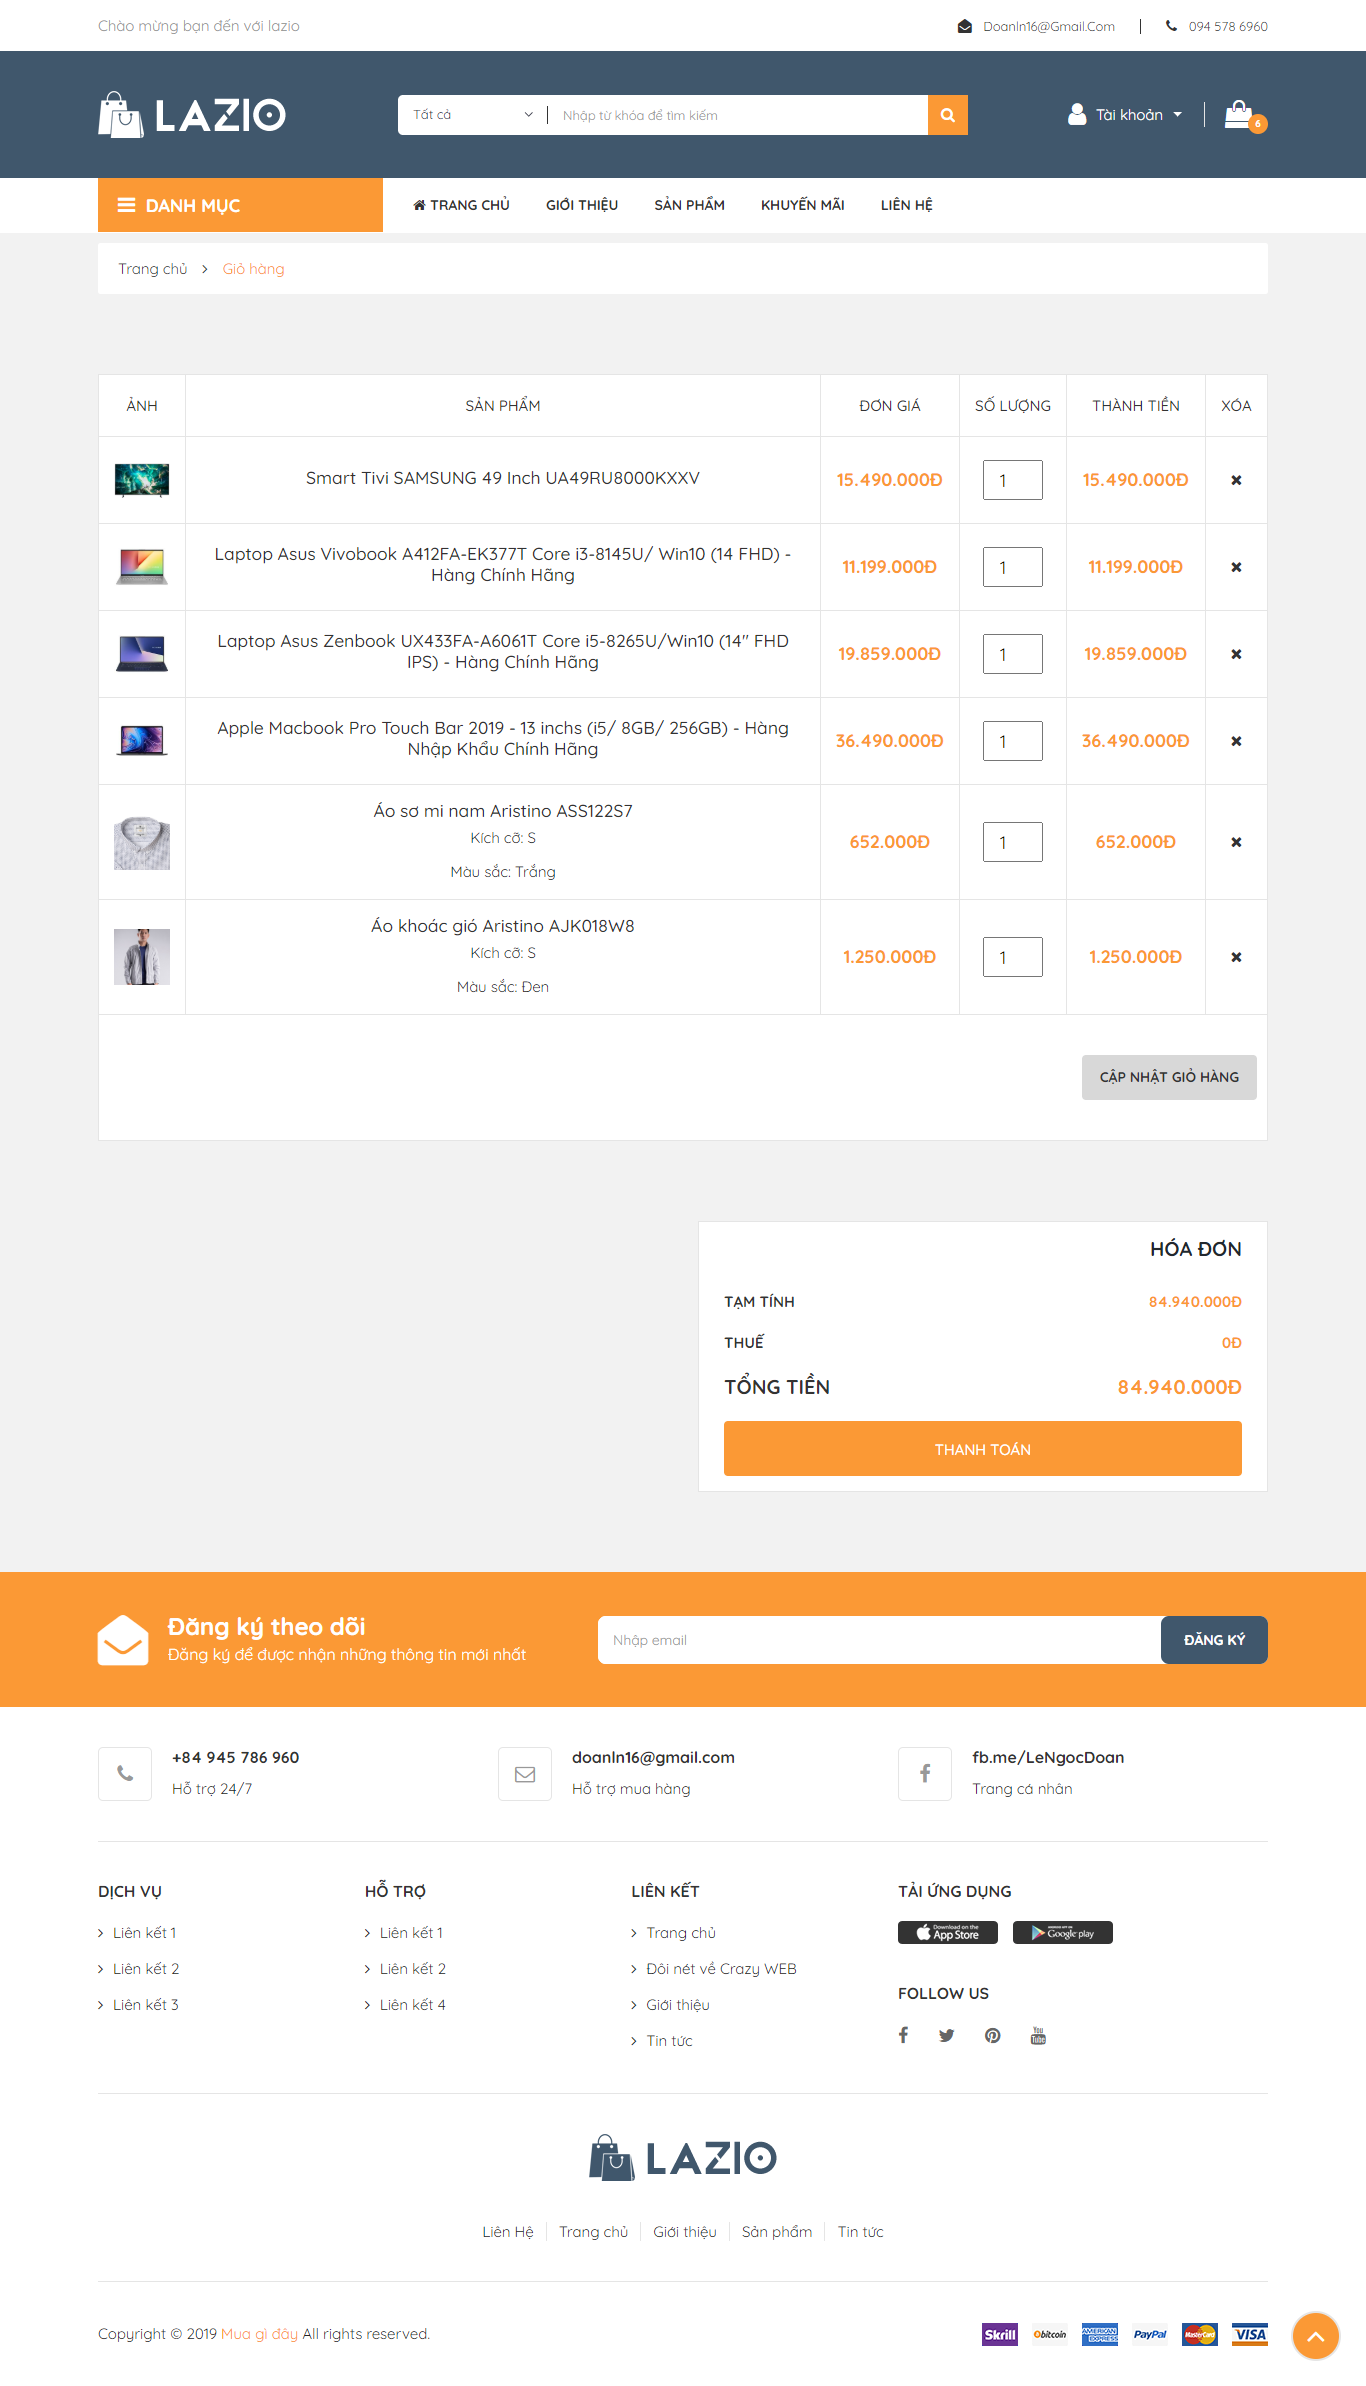 Chào mừng bạn đến với lazio
Doanln16@Gmail.Com
094 578 6960
LAZIO
Tất cả
Nhập từ khóa để tìm kiếm
Tài khoản
6
DANH MỤC
TRANG CHỦ
GIỚI THIỆU
SẢN PHẨM
KHUYẾN MÃI
LIÊN HỆ
Trang chủ
Giỏ hàng
ẢNH
SẢN PHẨM
ĐƠN GIÁ
SỐ LƯỢNG
THÀNH TIỀN
XÓA
Smart Tivi SAMSUNG 49 Inch UA49RU8000KXXV
15.490.000Đ
1
15.490.000Đ
Laptop Asus Vivobook A412FA-EK377T Core i3-8145U/ Win10 (14 FHD) -
Hàng Chính Hãng
11.199.000Đ
1
11.199.000Đ
Laptop Asus Zenbook UX433FA-A6061T Core i5-8265U/Win10 (14" FHD
IPS) - Hàng Chính Hãng
19.859.000Đ
1
19.859.000Đ
Apple Macbook Pro Touch Bar 2019 - 13 inchs (i5/ 8GB/ 256GB) - Hàng
Nhập Khẩu Chính Hãng
36.490.000Đ
1
36.490.000Đ
Áo sơ mi nam Aristino ASS122S7
Kích cỡ: S
Màu sắc: Trắng
652.000Đ
1
652.000Đ
Áo khoác gió Aristino AJK018W8
Kích cỡ: S
Màu sắc: Đen
1.250.000Đ
1
1.250.000Đ
CẬP NHẬT GIỎ HÀNG
HÓA ĐƠN
TẠM TÍNH
84.940.000Đ
THUẾ
0Đ
TỔNG TIỀN
84.940.000Đ
THANH TOÁN
Đăng ký theo dõi
Đăng ký để được nhận những thông tin mới nhất
Nhập email
ĐĂNG KÝ
+84 945 786 960
Hỗ trợ 24/7
doanln16@gmail.com
Hỗ trợ mua hàng
fb.me/LeNgocDoan
Trang cá nhân
DỊCH VỤ
Liên kết 1
Liên kết 2
Liên kết 3
HỖ TRỢ
Liên kết 1
Liên kết 2
Liên kết 4
LIÊN KẾT
Trang chủ
Đôi nét về Crazy WEB
Giới thiệu
Tin tức
TẢI ỨNG DỤNG
Download on the
App Store
ANDROID APP ON
Google play
FOLLOW US
You
Tube
LAZIO
Liên Hệ
Trang chủ
Giới thiệu
Sản phẩm
Tin tức
Copyright © 2019 Mua gì đây All rights reserved.
Skrill
bitcoin
AMERICAN
EXPRESS
PayPal
MasterCard
VISA